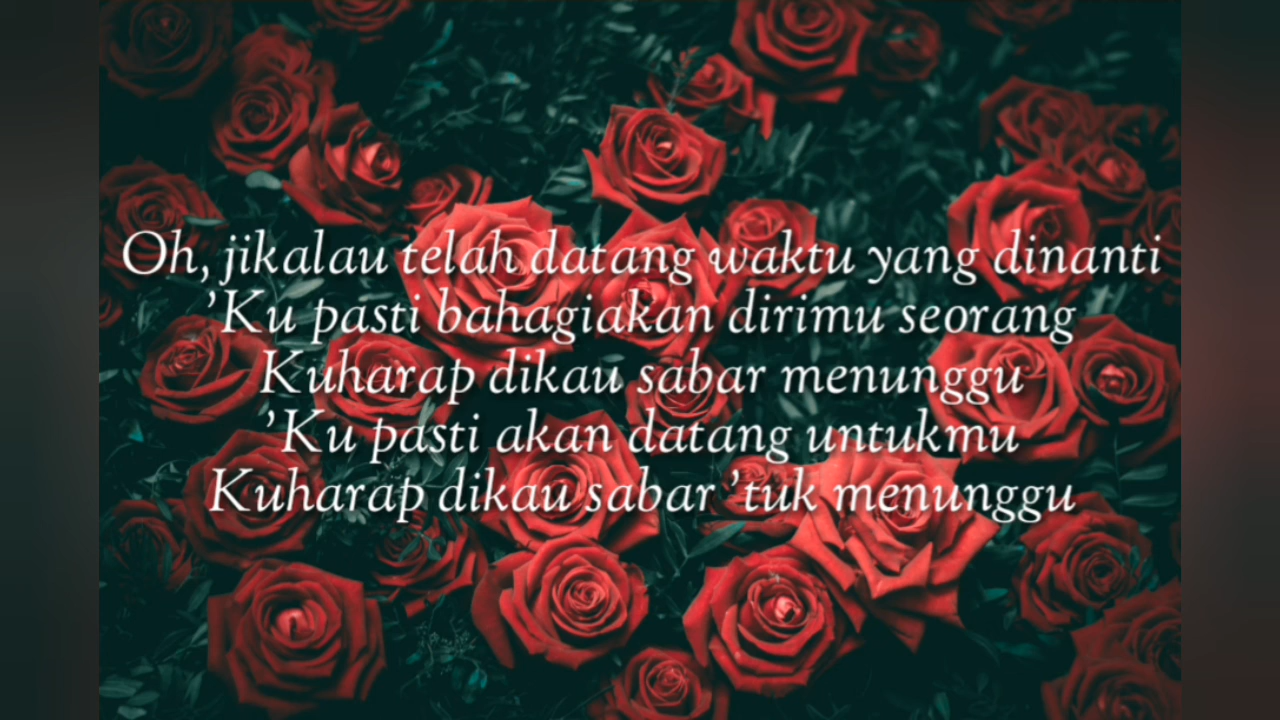 Oh, jikalau telah datang waktu yang dinanti
'Ku pasti bahagiakan dirimu seorang
Kuharap dikau sabar menunggu
'Ku pasti akan datang untukmu
Kuharap dikau sabar 'tuk menunggu